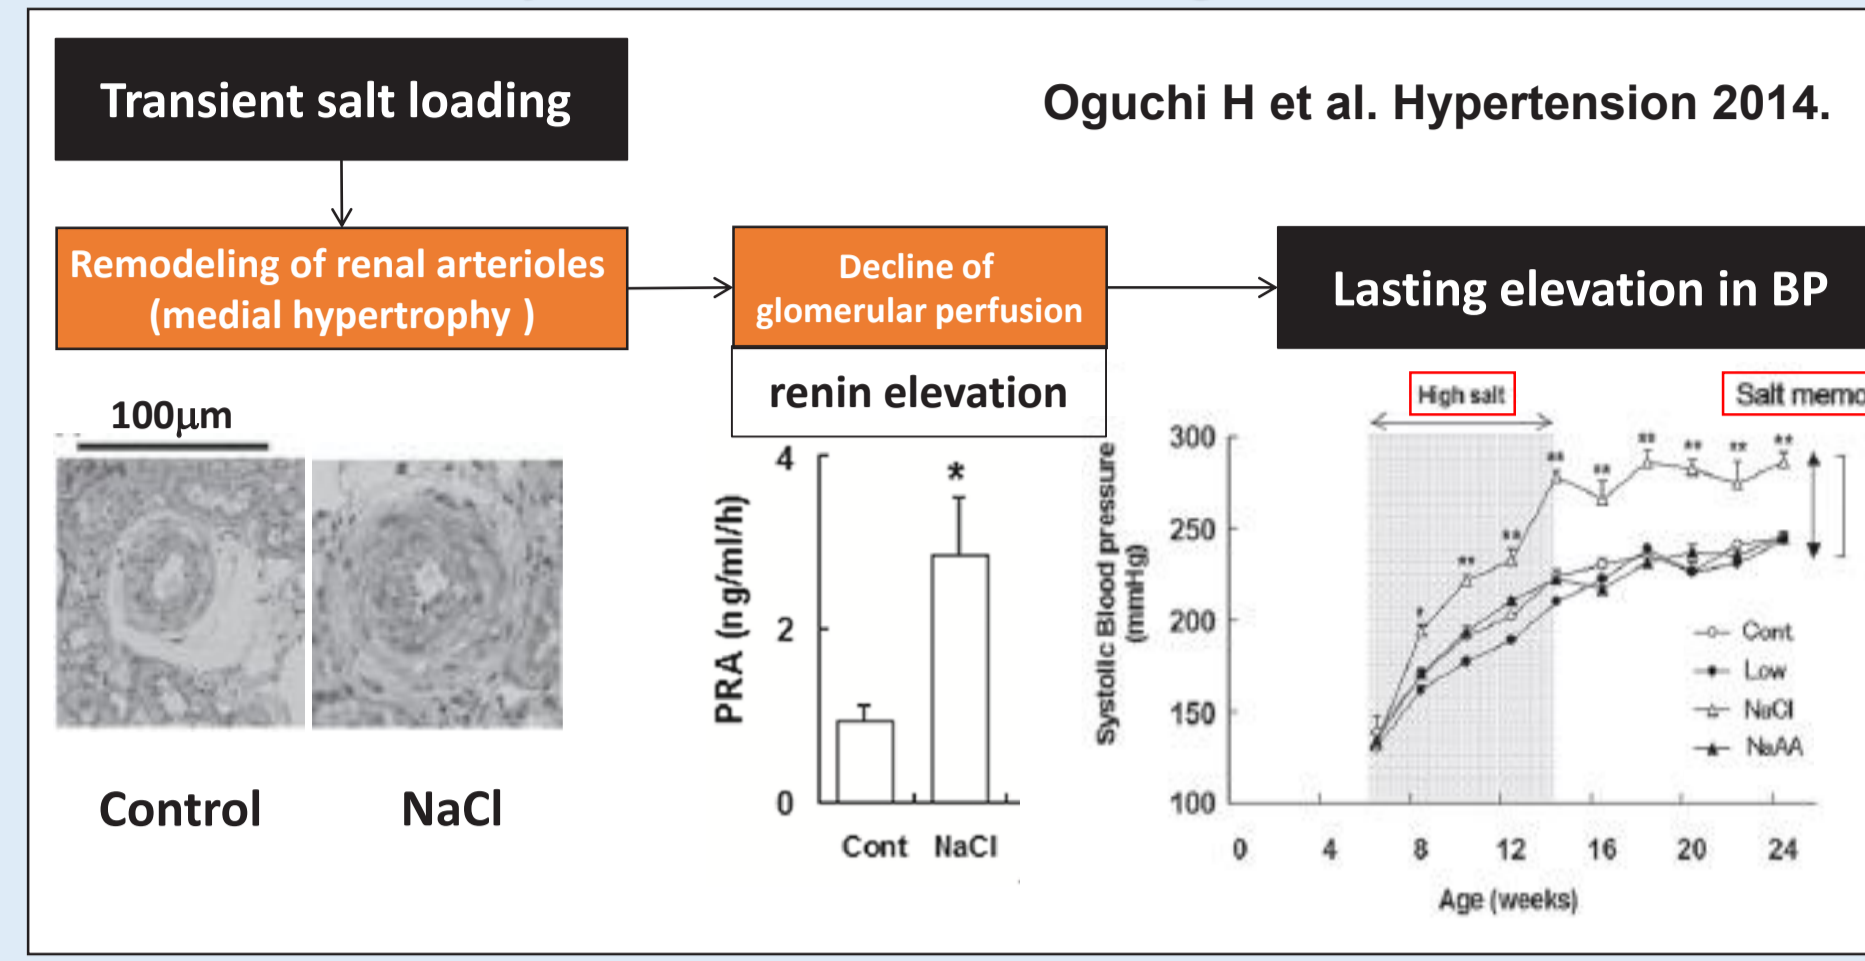 Transient salt loading
Oguchi H et al. Hypertension 2014.
Remodeling of renal arterioles
(medial hypertrophy )
Decline of
glomerular perfusion
renin elevation
Lasting elevation in BP
100μm
Control
NaCl
PRA (ng/ml/h)
4
2
0
*
Cont
NaCl
High salt
Salt memo
Systolic Blood pressure
(mmHg)
300
250
200
150
100
*
**
**
**
**
**
**
**
**
Cont
Low
NaCl
NaAA
0 4 8 12 16 20 24
Age (weeks)